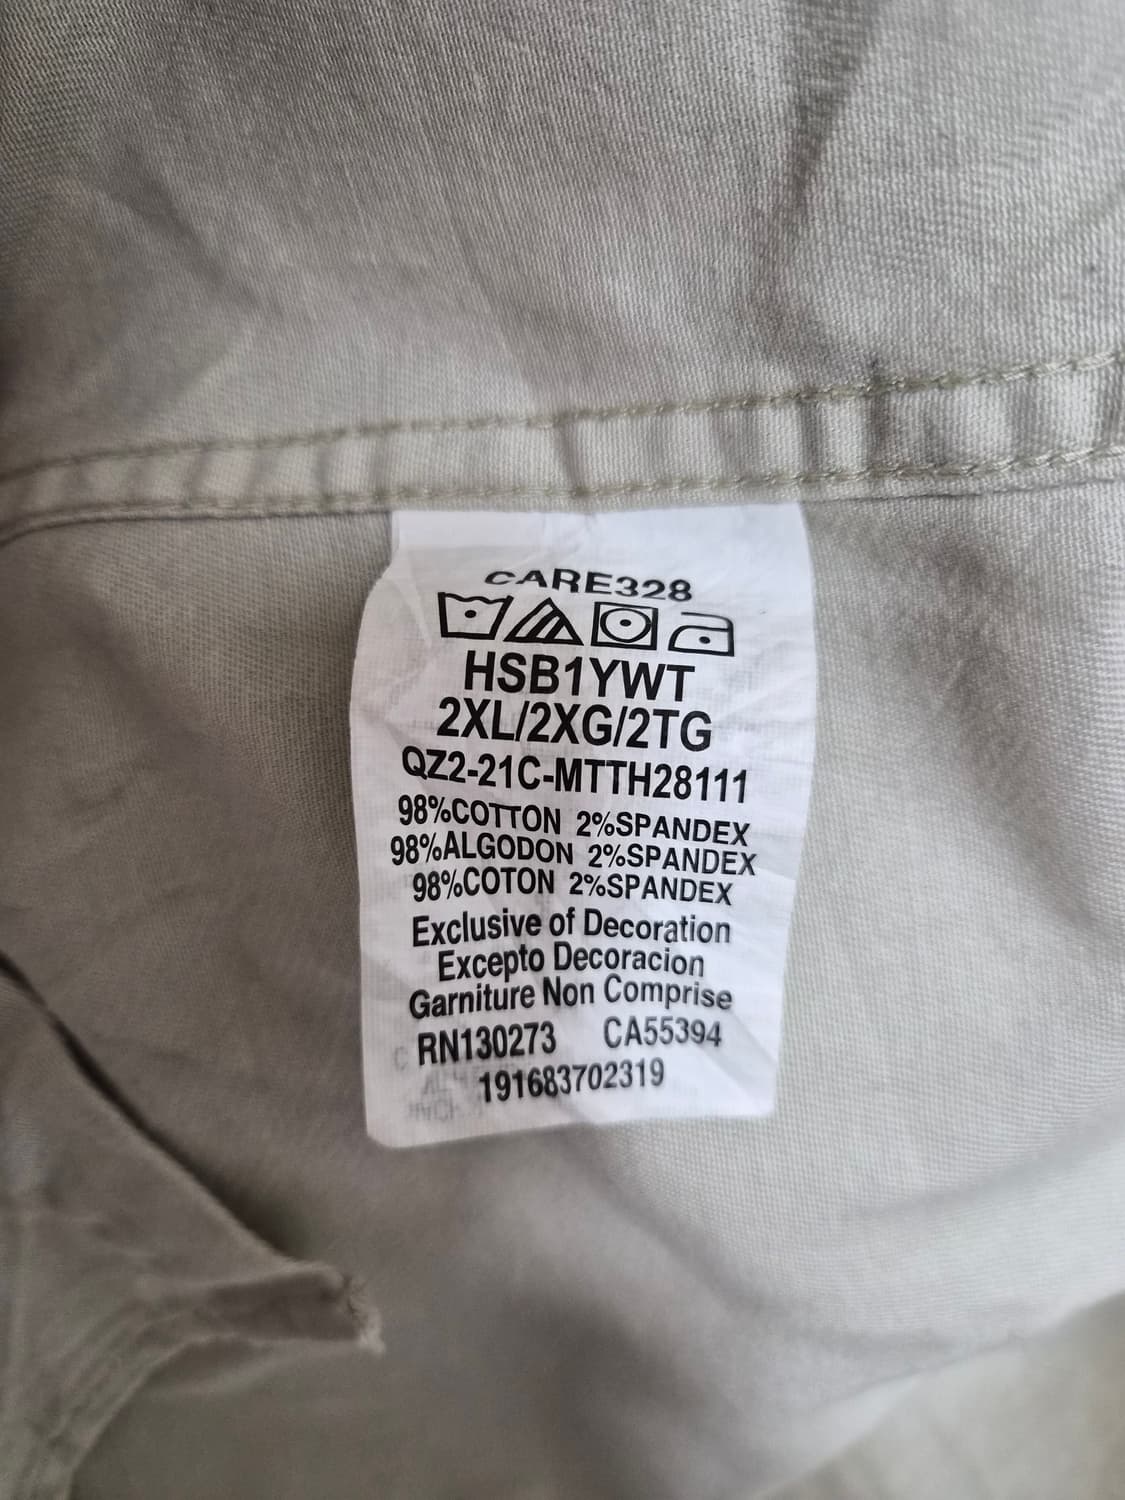 CARE328
HSB1YWT
2XL/2XG/2TG
QZ2-21C-MTTH28111
98%COTTON 2%SPANDEX
98%ALGODON 2%SPANDEX
98%COTON 2%SPANDEX
Exclusive of Decoration
Excepto Decoracion
Garniture Non Comprise
RN130273 CA55394
191683702319